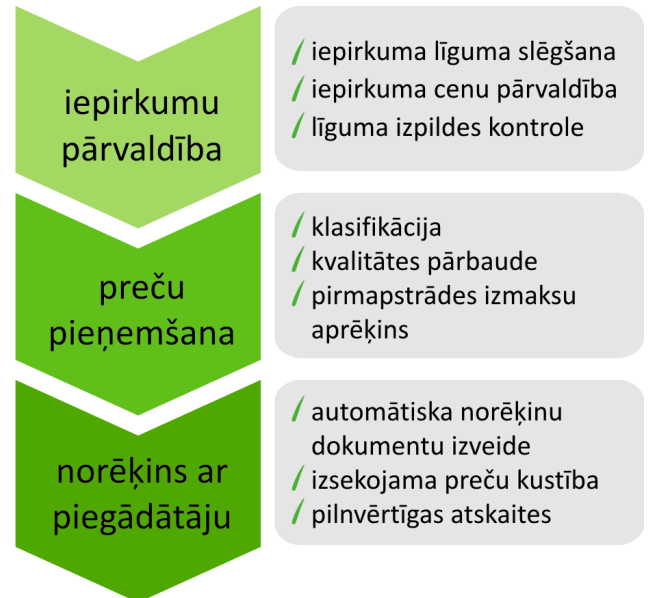 iepirkumu
pārvaldība
iepirkuma līguma slēgšana
iepirkuma cenu pārvaldība
līguma izpildes kontrole
preču
pieņemšana
klasifikācija
kvalitātes pārbaude
pirmapstrādes izmaksu
aprēķins
norēķins ar
piegādātāju
automātiska norēķinu
dokumentu izveide
izsekojama preču kustība
pilnvērtīgas atskaites